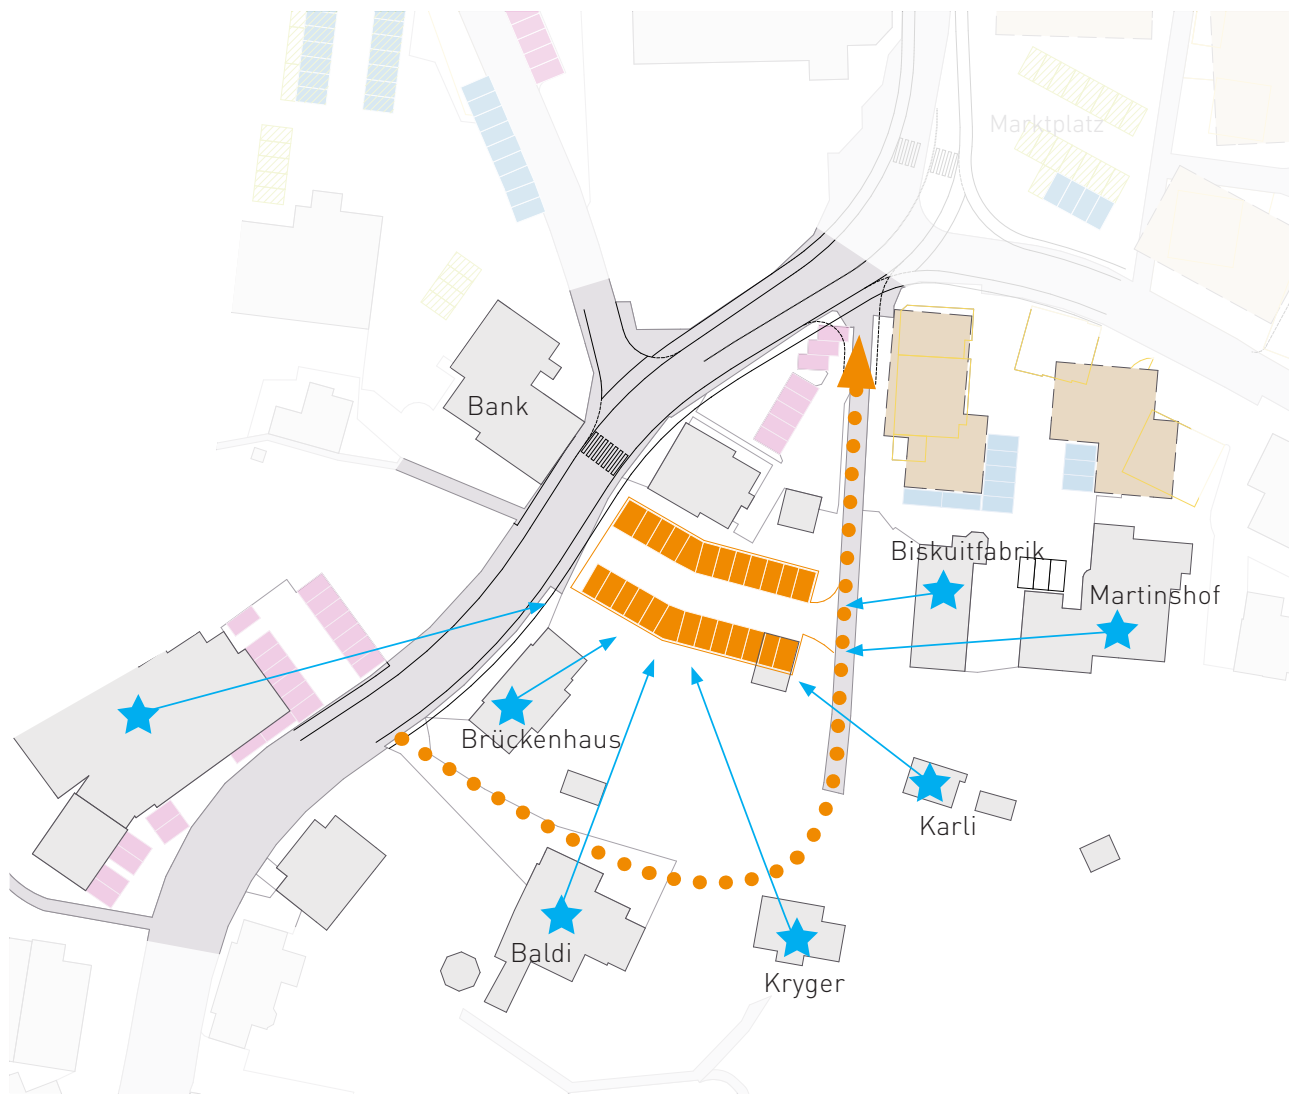 Marktplatz
Bank
Biskuitfabrik
Martinshof
Brückenhaus
Karli
Baldi
Kryger